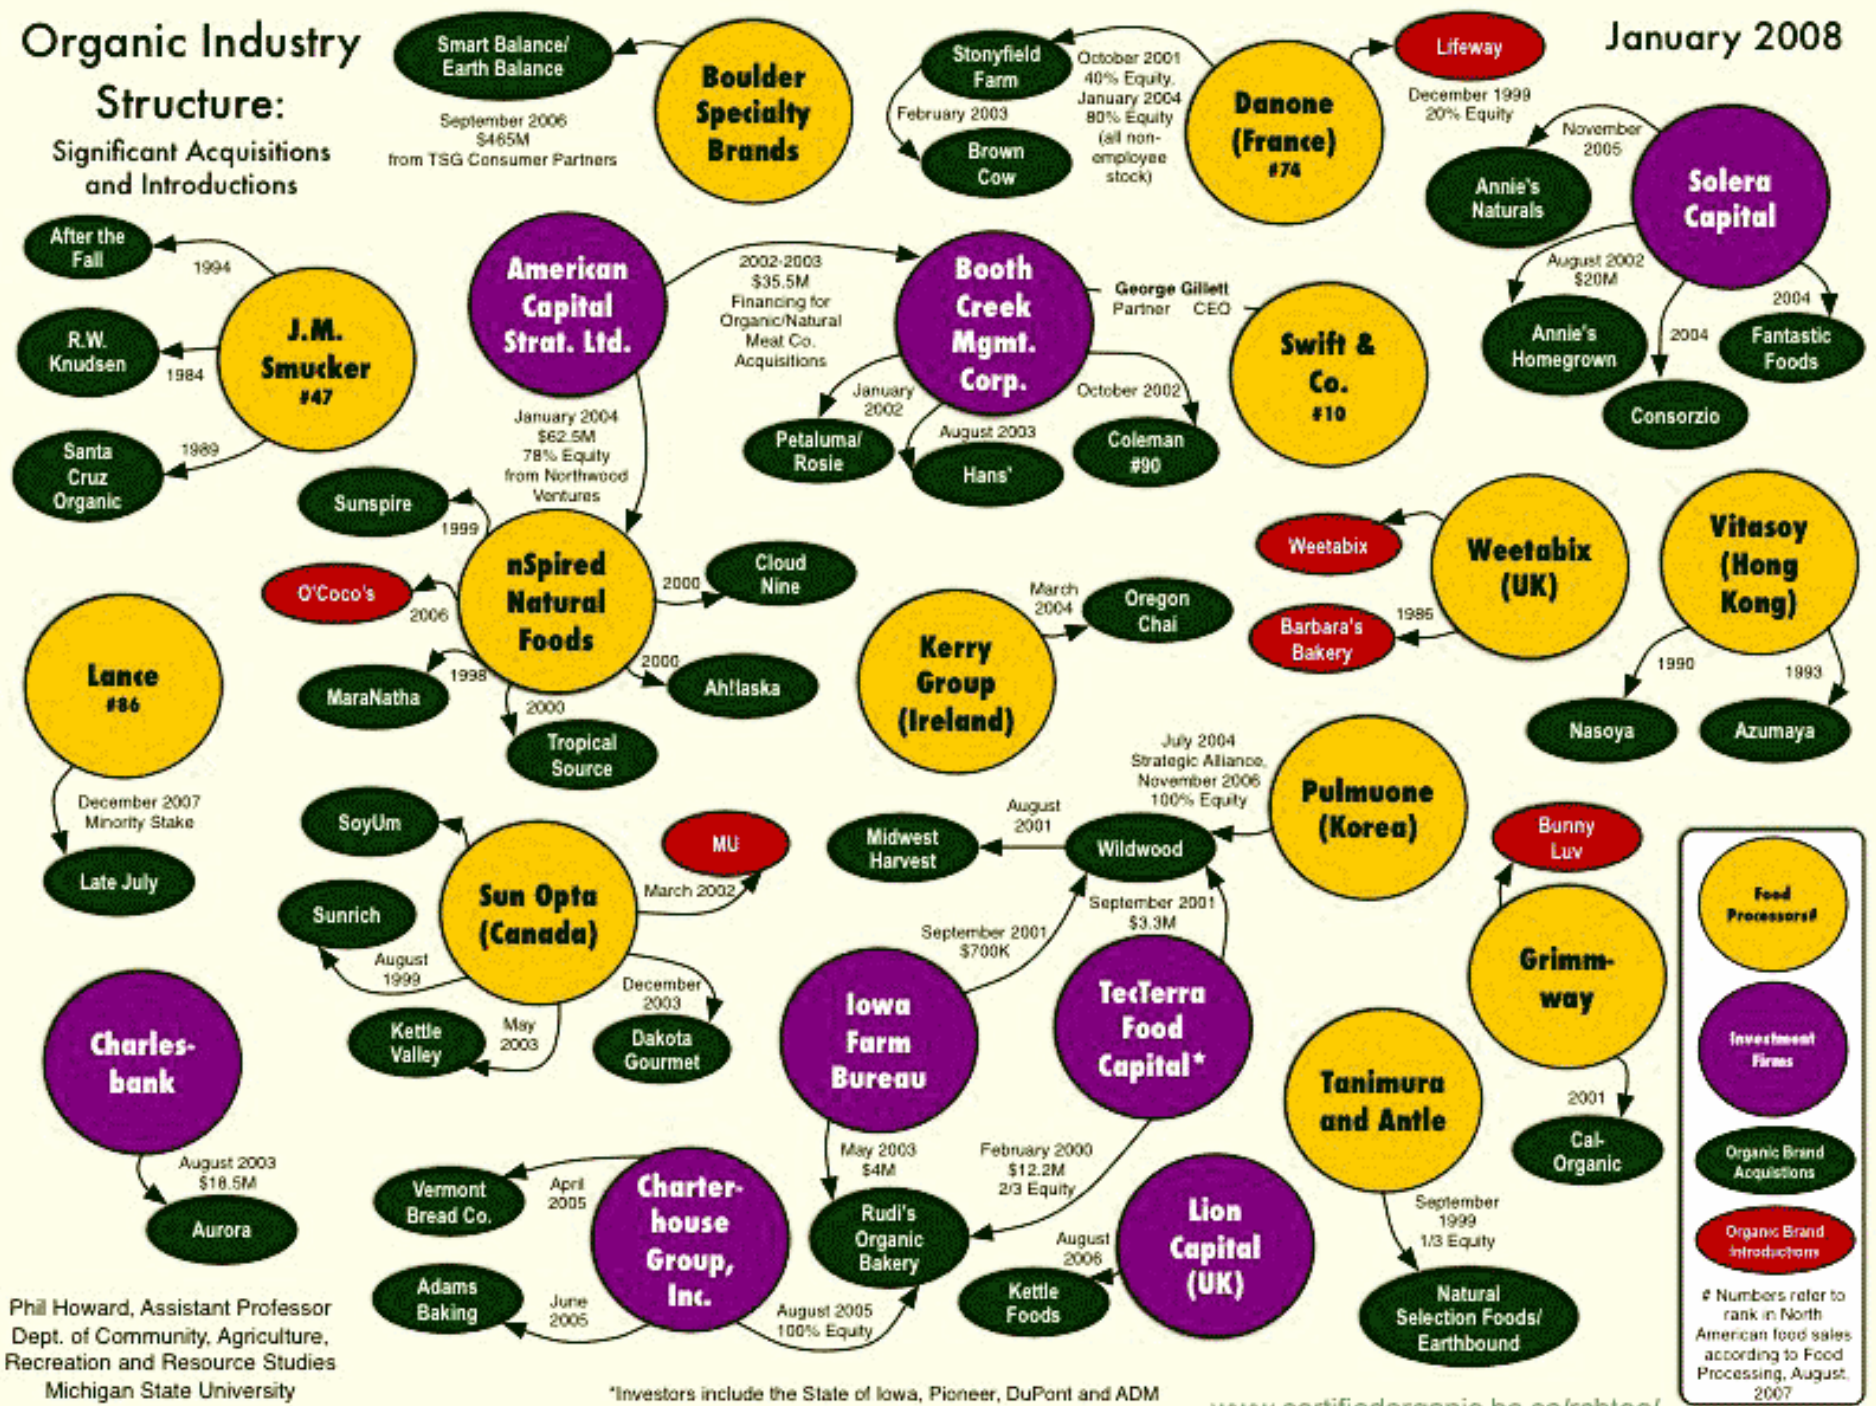 Organic Industry
Structure:
Significant Acquisitions
and Introductions
January 2008
Smart Balance/
Earth Balance
September 2006
$465M
from TSG Consumer Partners
Boulder
Specialty
Brands
Stonyfield
Farm
February 2003
Brown
Cow
October 2001
40% Equity,
January 2004
80% Equity
(all non-
employee
stock)
Danone
(France)
#74
Lifeway
December 1999
20% Equity
November
2005
Annie's
Naturals
Solera
Capital
August 2002
$20M
Annie's
Homegrown
2004
Consorzio
2004
Fantastic
Foods
After the
Fall
1994
R.W.
Knudsen
1984
J.M.
Smucker
#47
Santa
Cruz
Organic
1989
American
Capital
Strat. Ltd.
2002-2003
$35.5M
Financing for
Organic/Natural
Meat Co.
Acquisitions
Booth
Creek
Mgmt.
Corp.
George Gillett
Partner CEO
Swift &
Co.
#10
January
2002
Petaluma/
Rosie
August 2003
Hans'
October 2002
Coleman
#90
January 2004
$62.5M
78% Equity
from Northwood
Ventures
Sunspire
1999
O'Coco's
2006
nSpired
Natural
Foods
MaraNatha
1998
2000
Tropical
Source
2000
Cloud
Nine
2000
Ah!laska
Kerry
Group
(Ireland)
March
2004
Oregon
Chai
Weetabix
Weetabix
(UK)
1986
Barbara's
Bakery
Vitasoy
(Hong
Kong)
1990
Nasoya
1993
Azumaya
Lance
#86
December 2007
Minority Stake
Late July
SoyUm
Sunrich
August
1999
Sun Opta
(Canada)
MU
March 2002
Kettle
Valley
May
2003
December
2003
Dakota
Gourmet
July 2004
Strategic Alliance,
November 2006
100% Equity
Pulmuone
(Korea)
Midwest
Harvest
August
2001
Wildwood
September 2001
$700K
September 2001
$3.3M
Iowa
Farm
Bureau
TecTerra
Food
Capital*
May 2003
$4M
February 2000
$12.2M
2/3 Equity
Rudi's
Organic
Bakery
Bunny
Luv
Grimm-
way
2001
Cal-
Organic
Tanimura
and Antle
September
1999
1/3 Equity
Natural
Selection Foods/
Earthbound
Charles-
bank
August 2003
$18.5M
Aurora
Vermont
Bread Co.
April
2005
Charter-
house
Group,
Inc.
Adams
Baking
June
2005
August 2005
100% Equity
August
2006
Kettle
Foods
Lion
Capital
(UK)
Food
Processors#
Investment
Firms
Organic Brand
Acquistions
Organic Brand
Introductions
# Numbers refer to
rank in North
American food sales
according to Food
Processing, August,
2007
Phil Howard, Assistant Professor
Dept. of Community, Agriculture,
Recreation and Resource Studies
Michigan State University
*Investors include the State of Iowa, Pioneer, DuPont and ADM